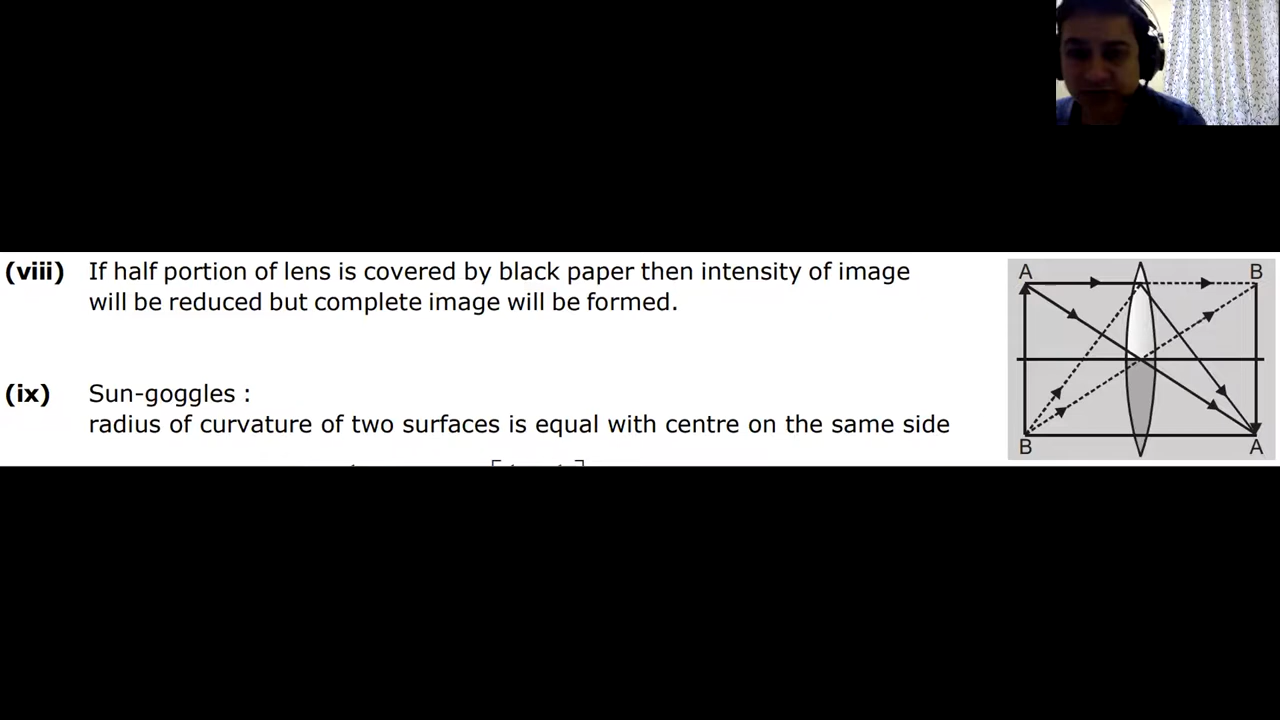 (viii) If half portion of lens is covered by black paper then intensity of image
will be reduced but complete image will be formed.
(ix) Sun-goggles :
radius of curvature of two surfaces is equal with centre on the same side
A B
B A